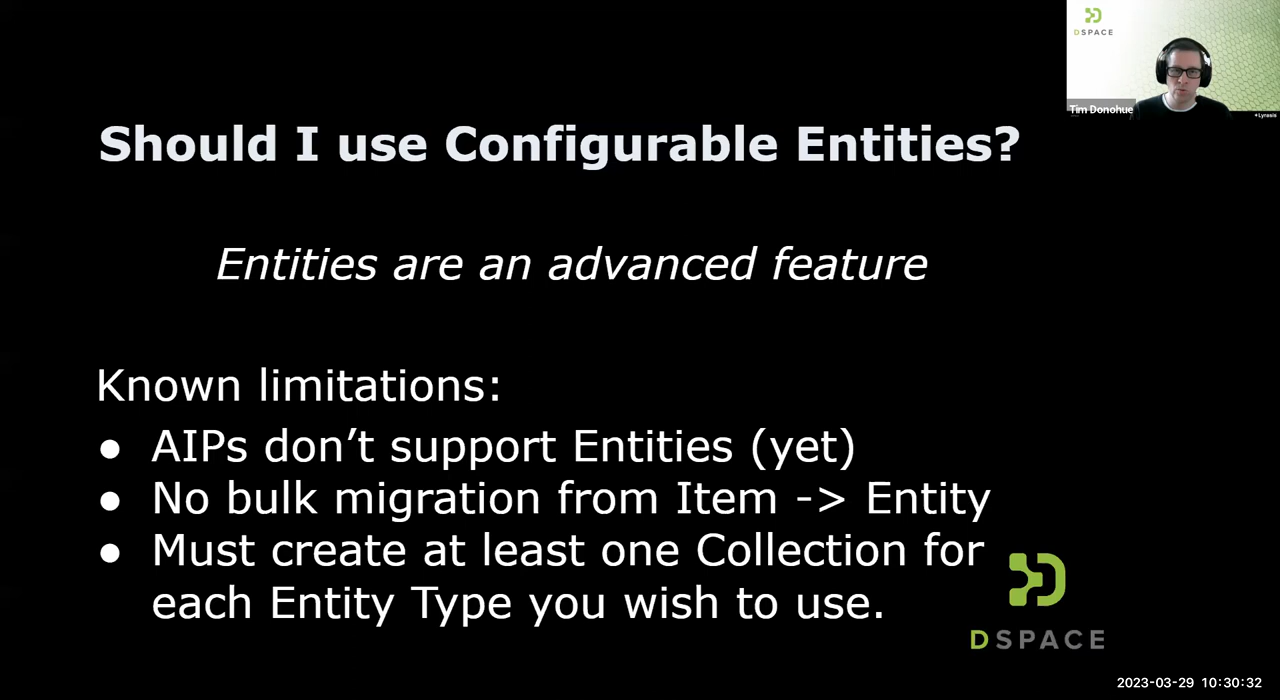 DSPACE
Tim Donohue
Lyrasis
Should I use Configurable Entities?
Entities are an advanced feature
Known limitations:
● AIPs don’t support Entities (yet)
● No bulk migration from Item -> Entity
● Must create at least one Collection for
each Entity Type you wish to use.
DSPACE
2023-03-29 10:30:32